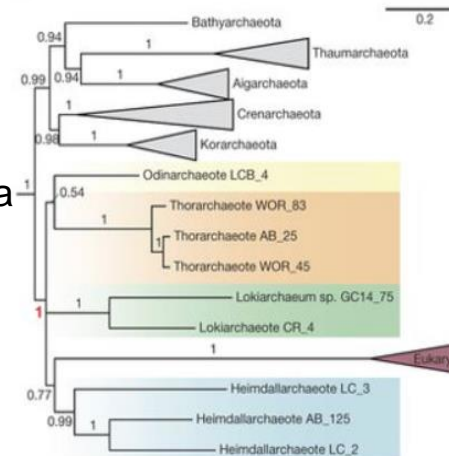 0.2
Bathyarchaeota
0.94
1
Thaumarchaeota
0.99
0.94
1
Aigarchaeota
1
Crenarchaeota
0.98
1
Korarchaeota
a
1
0.54
Odinarchaeote LCB_4
Thorarchaeote WOR_83
1
1
Thorarchaeote AB_25
Thorarchaeote WOR_45
1
1
Lokiarchaeum sp. GC14_75
Lokiarchaeote CR_4
1
Eukary
0.77
Heimdallarchaeote LC_3
0.99
1
Heimdallarchaeote AB_125
Heimdallarchaeote LC_2